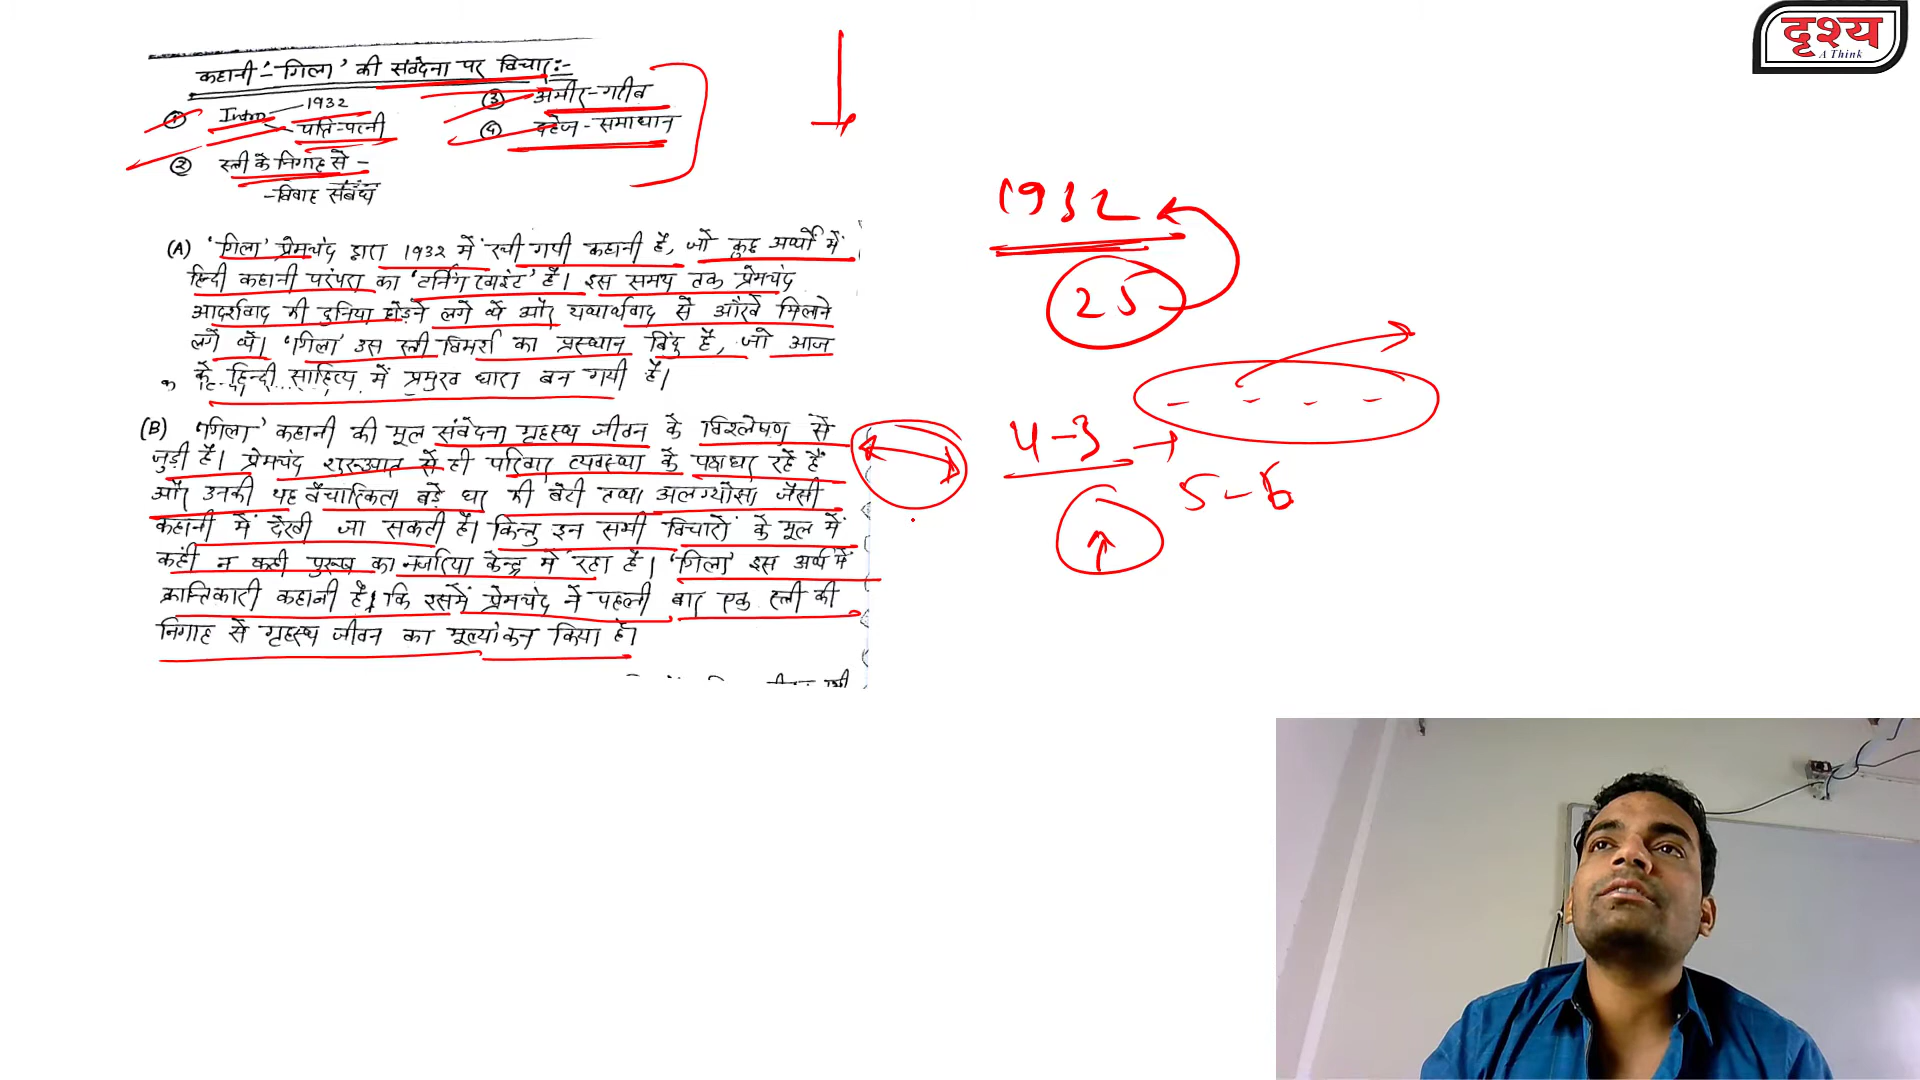 दृश्य
A Think
कहानी - 'गिला' की संवेदना पर विचार :-
① Intro - 1932
- पति-पत्नी
② स्त्री के निगाह से -
- विवाह संबंध
③ अमीर-गरीब
④ दहेज - समाधान
(A) 'गिला' प्रेमचंद द्वारा 1932 में रची गयी कहानी है, जो कुछ अर्थों में
हिन्दी कहानी परंपरा का 'टर्निंग प्वाइंट' है। इस समय तक प्रेमचंद
आदर्शवाद की दुनिया छोड़ने लगे थे और यथार्थवाद से आँखें मिलाने
लगे थे। 'गिला' उस स्त्री विमर्श का प्रस्थान बिंदु है, जो आज
के हिन्दी साहित्य में प्रमुख धारा बन गयी है।
(B) 'गिला' कहानी की मूल संवेदना गृहस्थ जीवन के विश्लेषण से
जुड़ी है। प्रेमचंद शुरुआत से ही परिवार व्यवस्था के पक्षधर रहे हैं
और उनकी यह वैचारिकता बड़े घर की बेटी तथा अलग्योझा जैसी
कहानी में देखी जा सकती है। किन्तु इन सभी विचारों के मूल में
कहीं न कहीं पुरुष का नजरिया केन्द्र में रहा है। 'गिला' इस अर्थ में
क्रान्तिकारी कहानी है कि इसमें प्रेमचंद ने पहली बार एक स्त्री की
निगाह से गृहस्थ जीवन का मूल्यांकन किया है।
1932
25
4-3
5-6